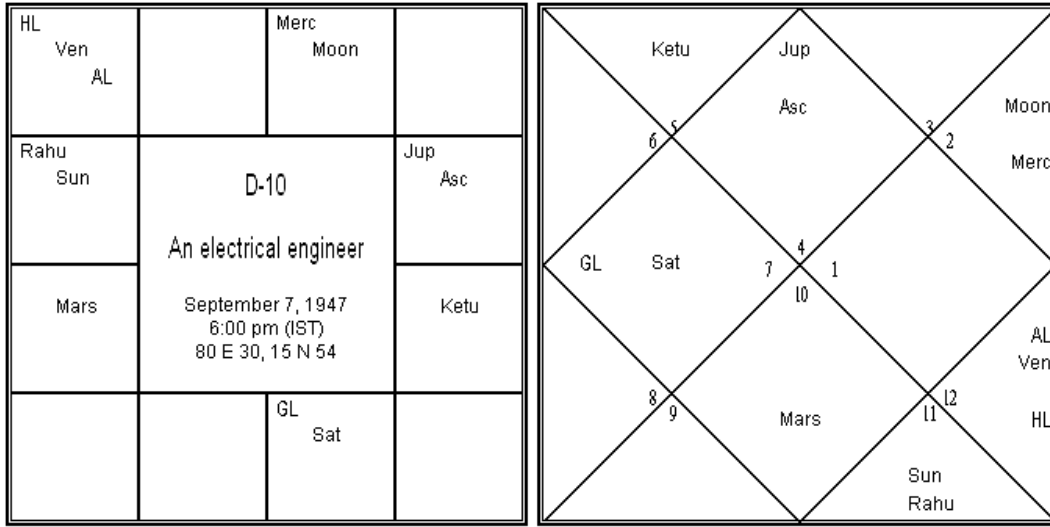 HL
Ven
AL
Merc
Moon
Rahu
Sun
D-10
An electrical engineer
September 7, 1947
6:00 pm (IST)
80 E 30, 15 N 54
Jup
Asc
Mars
Ketu
GL
Sat
Ketu
Jup
Asc
Moon
Merc
5
6
3
2
GL
Sat
4
7
1
10
AL
Ven
HL
8
9
12
11
Mars
Sun
Rahu